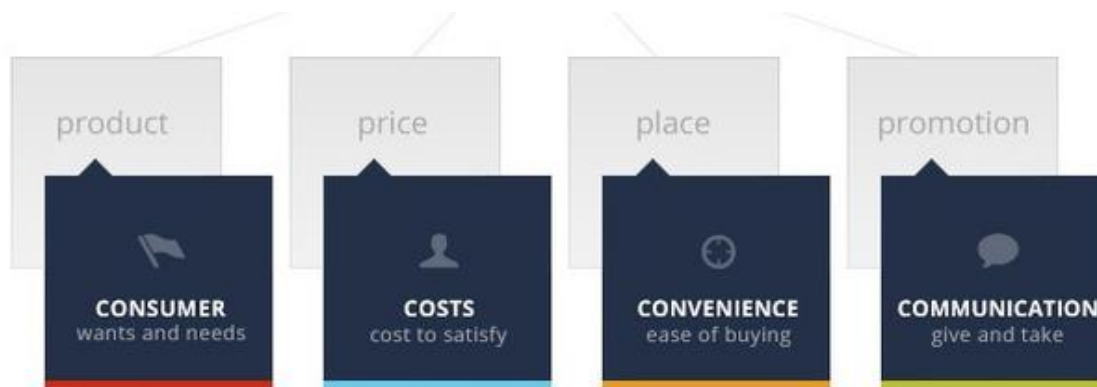 product
price
place
promotion
CONSUMER
wants and needs
COSTS
cost to satisfy
CONVENIENCE
ease of buying
COMMUNICATION
give and take